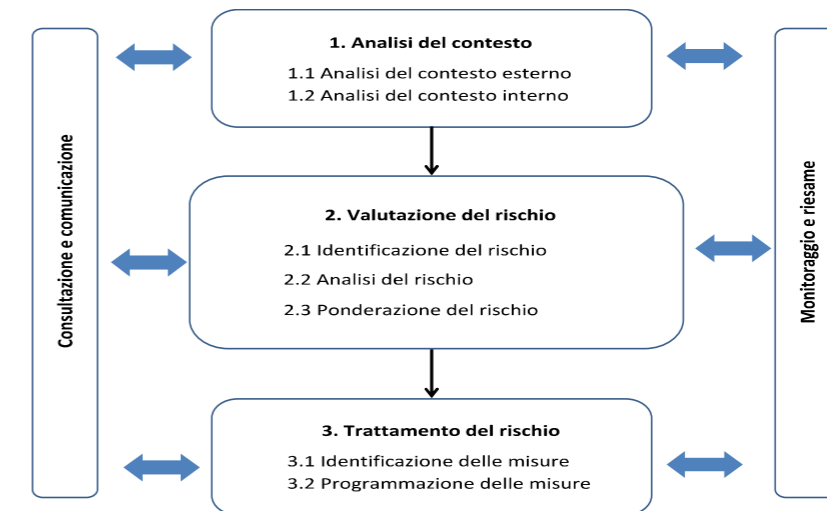 Consultazione e comunicazione
1. Analisi del contesto
1.1 Analisi del contesto esterno
1.2 Analisi del contesto interno
2. Valutazione del rischio
2.1 Identificazione del rischio
2.2 Analisi del rischio
2.3 Ponderazione del rischio
3. Trattamento del rischio
3.1 Identificazione delle misure
3.2 Programmazione delle misure
Monitoraggio e riesame